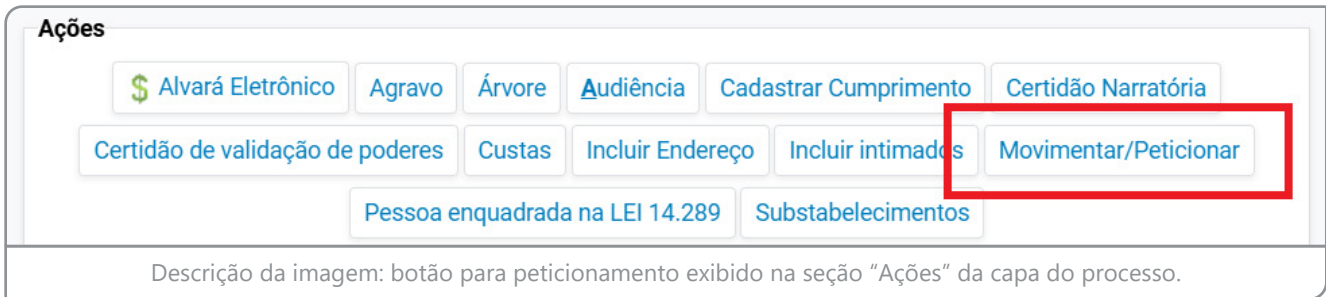 Ações
$ Alvará Eletrônico Agravo Árvore Audiência Cadastrar Cumprimento Certidão Narratória
Certidão de validação de poderes Custas Incluir Endereço Incluir intimados Movimentar/Peticionar
Pessoa enquadrada na LEI 14.289 Substabelecimentos
Descrição da imagem: botão para peticionamento exibido na seção “Ações” da capa do processo.